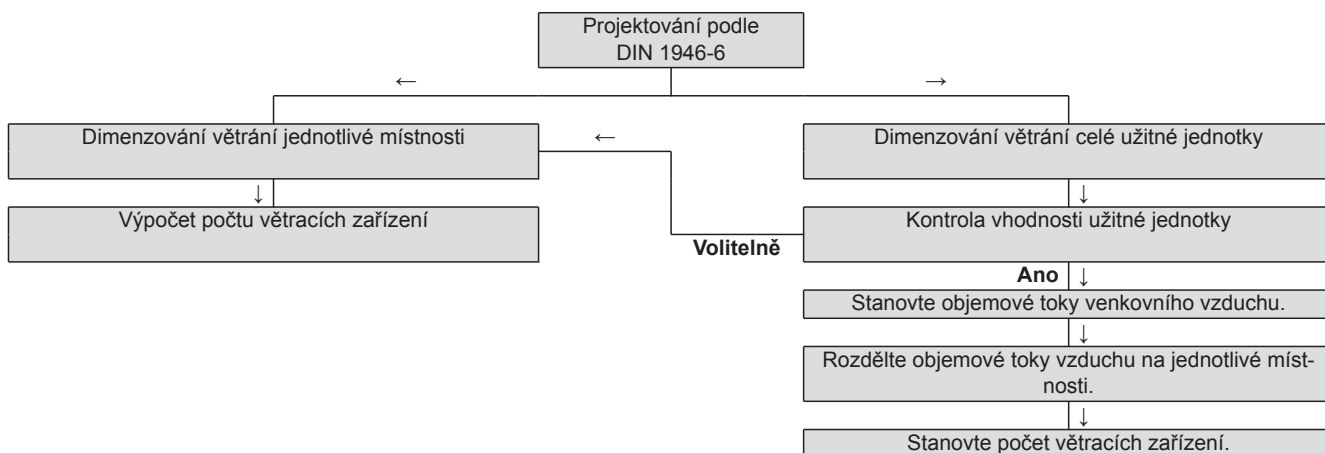 Projektování podle
DIN 1946-6
← →
Dimenzování větrání jednotlivé místnosti
←
Dimenzování větrání celé užitné jednotky
↓ ↓
Výpočet počtu větracích zařízení
Kontrola vhodnosti užitné jednotky
Volitelně
Ano ↓
Stanovte objemové toky venkovního vzduchu.
↓
Rozdělte objemové toky vzduchu na jednotlivé míst-
nosti.
↓
Stanovte počet větracích zařízení.